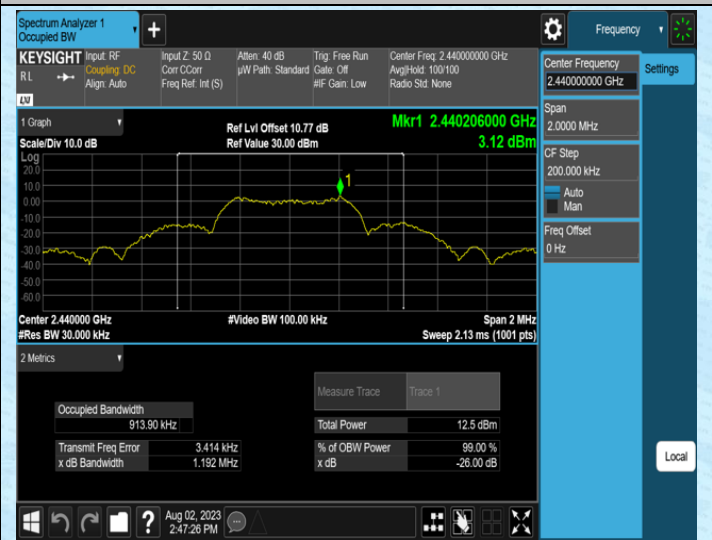 Spectrum Analyzer 1
Occupied BW
+
Frequency
KEYSIGHT
RL
LXI
Input: RF
Coupling: DC
Align: Auto
Input Z: 50 Ω
Corr CCorr
Freq Ref: Int (S)
Atten: 40 dB
µW Path: Standard
Trig: Free Run
Gate: Off
#IF Gain: Low
Center Freq: 2.440000000 GHz
Avg|Hold: 100/100
Radio Std: None
Center Frequency
2.440000000 GHz
Settings
Span
2.0000 MHz
CF Step
200.000 kHz
Auto
Man
Freq Offset
0 Hz
1 Graph
Scale/Div 10.0 dB
Ref Lvl Offset 10.77 dB
Ref Value 30.00 dBm
Mkr1 2.440206000 GHz
3.12 dBm
Log
20.0
10.0
0.00
-10.0
-20.0
-30.0
-40.0
-50.0
-60.0
1
Center 2.440000 GHz
#Video BW 100.00 kHz
Span 2 MHz
#Res BW 30.000 kHz
Sweep 2.13 ms (1001 pts)
2 Metrics
Measure Trace
Trace 1
Occupied Bandwidth
913.90 kHz
Total Power
12.5 dBm
Transmit Freq Error
3.414 kHz
% of OBW Power
99.00 %
x dB Bandwidth
1.192 MHz
x dB
-26.00 dB
Local
?
Aug 02, 2023
2:47:26 PM